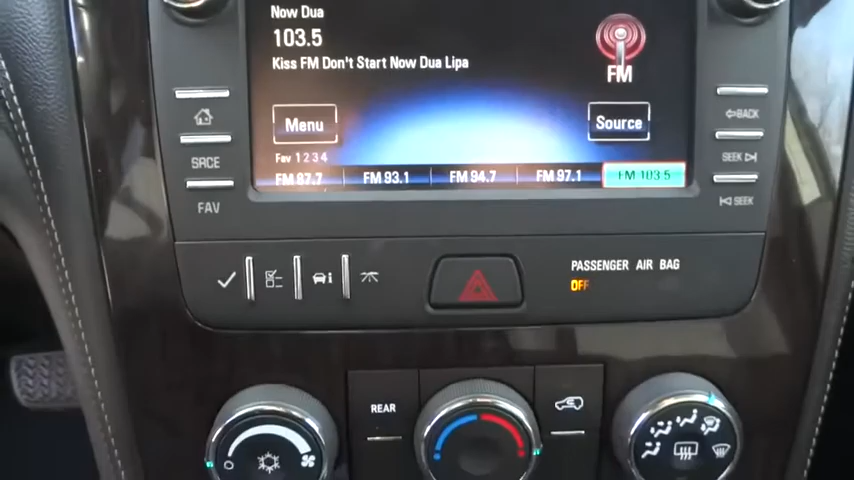 Now Dua
103.5
Kiss FM Don't Start Now Dua Lipa
FM
Menu
Source
Fav 1 2 3 4
FM 87.7 FM 93.1 FM 94.7 FM 97.1 FM 103.5
SRCE
FAV
BACK
SEEK
SEEK
PASSENGER AIR BAG
OFF
REAR